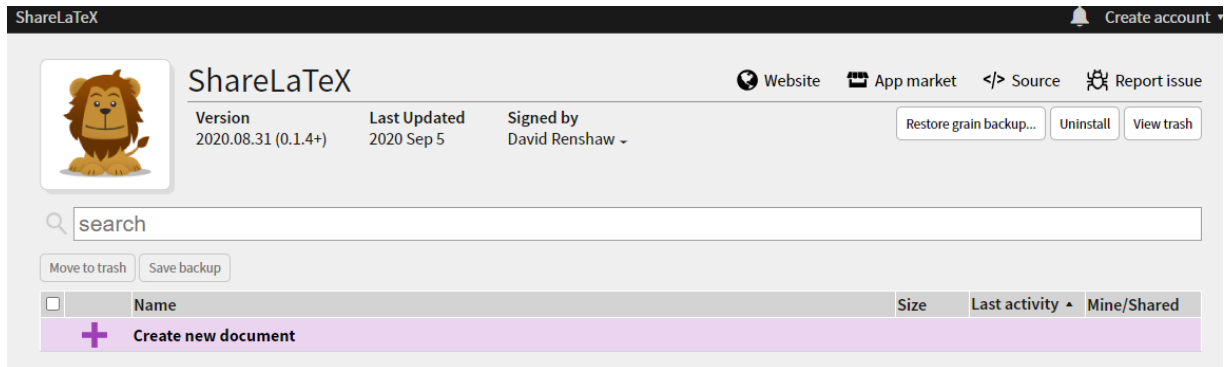 ShareLaTeX Create account
ShareLaTeX Website App market </> Source Report issue
Version Last Updated Signed by Restore grain backup... Uninstall View trash
2020.08.31 (0.1.4+) 2020 Sep 5 David Renshaw
search
Move to trash Save backup
Name Size Last activity Mine/Shared
Create new document